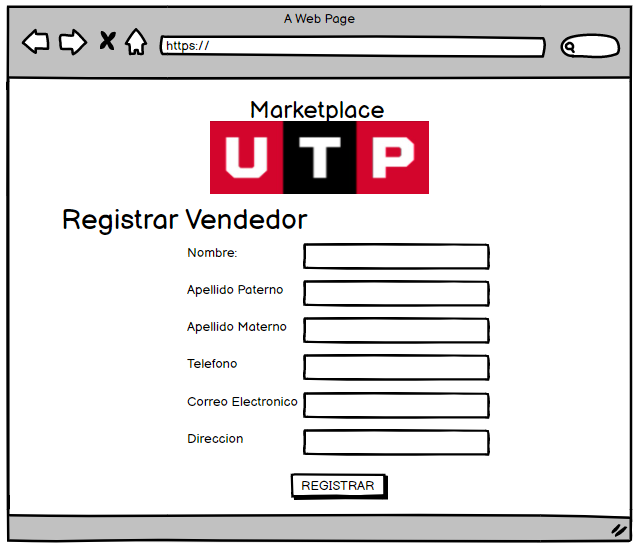 A Web Page
https://
Marketplace
UTP
Registrar Vendedor
Nombre:
Apellido Paterno
Apellido Materno
Telefono
Correo Electronico
Direccion
REGISTRAR